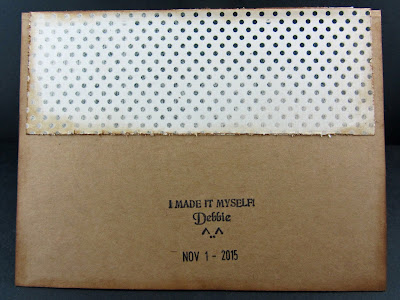 I MADE IT MYSELF!
Debbie
^.,^
NOV 1 - 2015